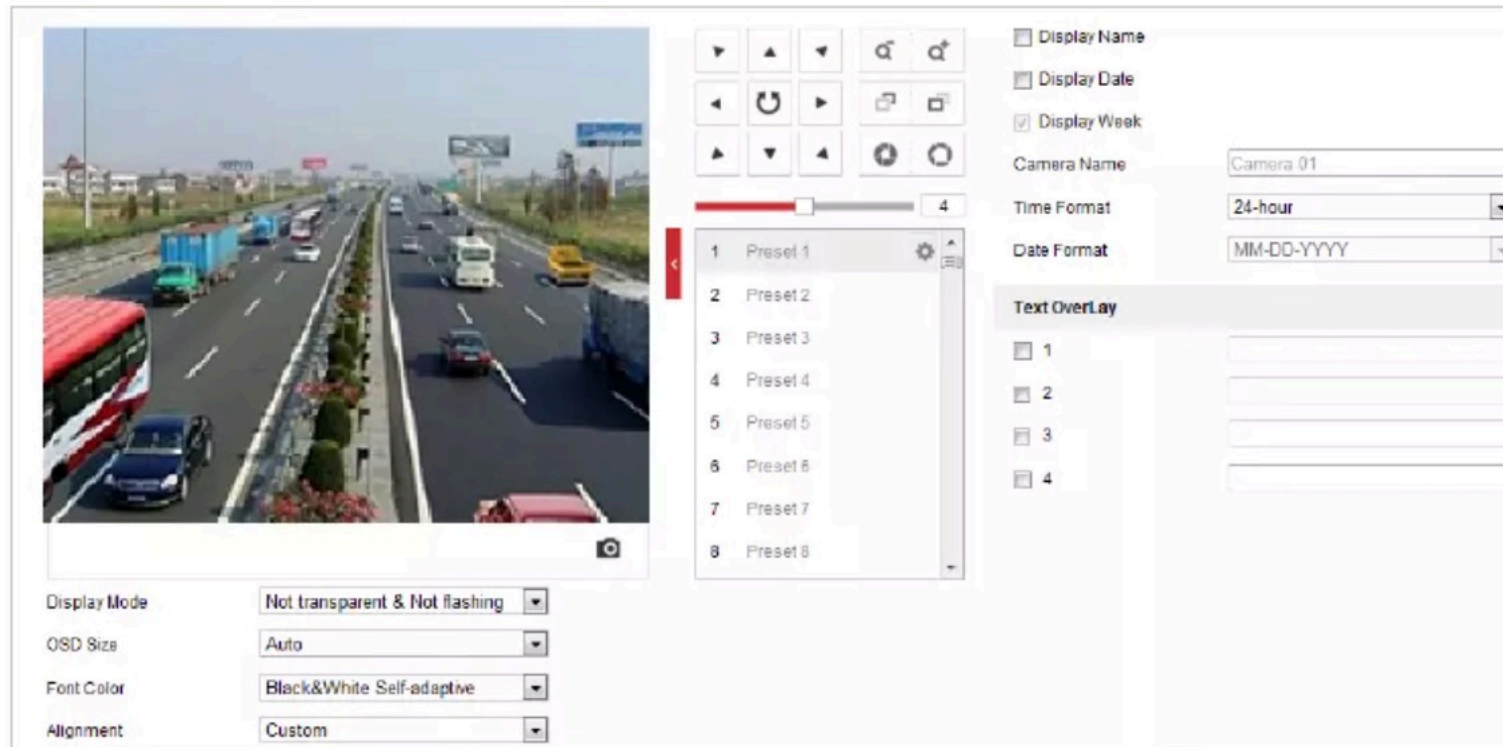 Display Name
Display Date
Display Week
Camera Name Camera 01
4 Time Format 24-hour
1 Preset 1 Date Format MM-DD-YYYY
2 Preset 2
Text OverLay
3 Preset 3 1
4 Preset 4 2
5 Preset 5 3
6 Preset 6 4
7 Preset 7
8 Preset 8
Display Mode Not transparent & Not flashing
OSD Size Auto
Font Color Black&White Self-adaptive
Alignment Custom